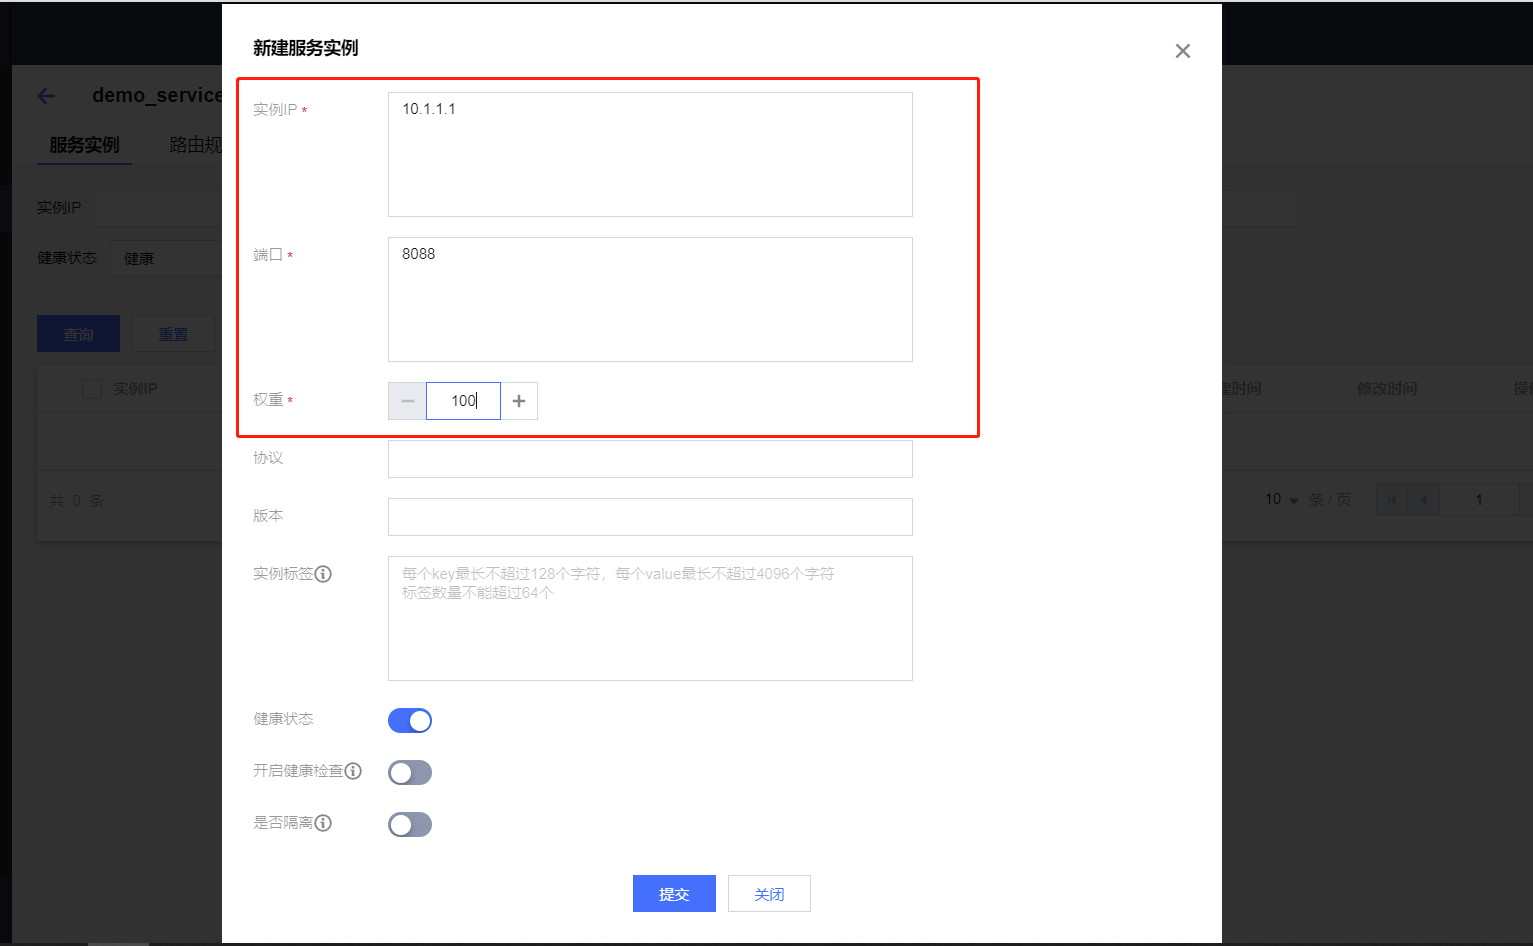 新建服务实例
demo_service
服务实例
路由规
实例IP
健康状态
健康
查询
重置
实例IP
建时间
修改时间
共 0 条
10 条 / 页
1
实例IP *
10.1.1.1
端口 *
8088
权重 *
100
协议
版本
实例标签
每个key最长不超过128个字符，每个value最长不超过4096个字符
标签数量不能超过64个
健康状态
开启健康检查
是否隔离
提交
关闭